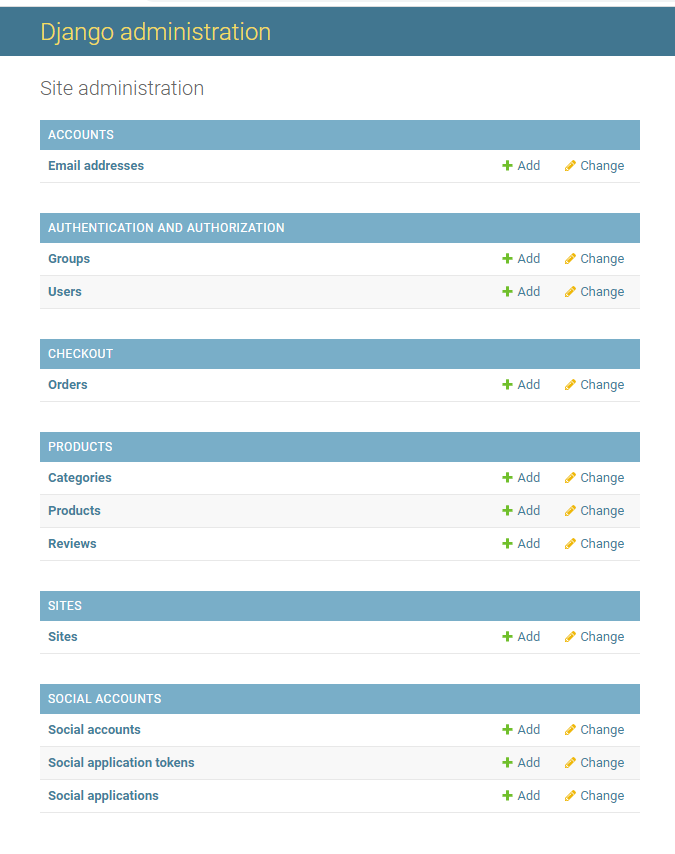 Django administration
Site administration
ACCOUNTS
Email addresses Add Change
AUTHENTICATION AND AUTHORIZATION
Groups Add Change
Users Add Change
CHECKOUT
Orders Add Change
PRODUCTS
Categories Add Change
Products Add Change
Reviews Add Change
SITES
Sites Add Change
SOCIAL ACCOUNTS
Social accounts Add Change
Social application tokens Add Change
Social applications Add Change